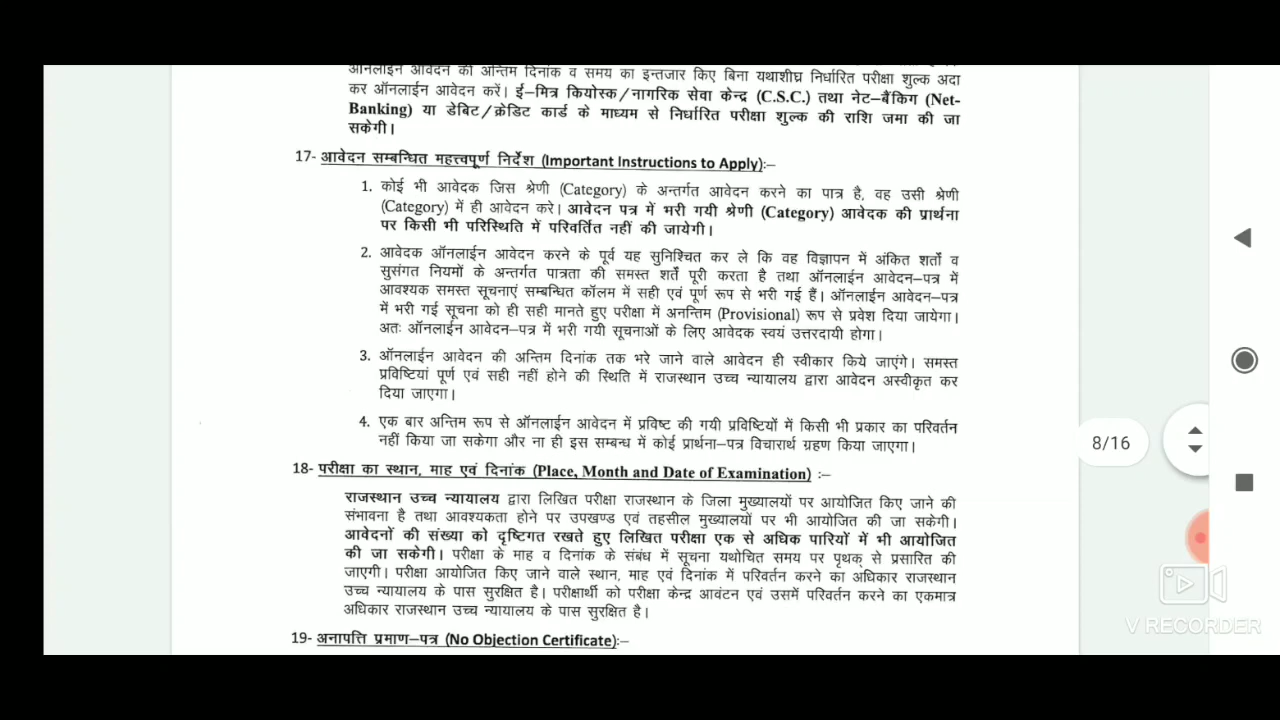 ऑनलाईन आवेदन की अन्तिम दिनांक व समय का इन्तजार किए बिना यथाशीघ्र निर्धारित परीक्षा शुल्क अदा
कर ऑनलाईन आवेदन करें। ई–मित्र कियोस्क/नागरिक सेवा केन्द्र (C.S.C.) तथा नेट–बैंकिग (Net-
Banking) या डेबिट/क्रेडिट कार्ड के माध्यम से निर्धारित परीक्षा शुल्क की राशि जमा की जा
सकेगी।
17- आवेदन सम्बन्धित महत्त्वपूर्ण निर्देश (Important Instructions to Apply):–
1. कोई भी आवेदक जिस श्रेणी (Category) के अन्तर्गत आवेदन करने का पात्र है, वह उसी श्रेणी
(Category) में ही आवेदन करे। आवेदन पत्र में भरी गयी श्रेणी (Category) आवेदक की प्रार्थना
पर किसी भी परिस्थिति में परिवर्तित नहीं की जायेगी।
2. आवेदक ऑनलाईन आवेदन करने के पूर्व यह सुनिश्चित कर ले कि वह विज्ञापन में अंकित शर्तों व
सुसंगत नियमों के अन्तर्गत पात्रता की समस्त शर्तें पूरी करता है तथा ऑनलाईन आवेदन–पत्र में
आवश्यक समस्त सूचनाएं सम्बन्धित कॉलम में सही एवं पूर्ण रूप से भरी गई हैं। ऑनलाईन आवेदन–पत्र
में भरी गई सूचना को ही सही मानते हुए परीक्षा में अनन्तिम (Provisional) रूप से प्रवेश दिया जायेगा।
अतः ऑनलाईन आवेदन–पत्र में भरी गयी सूचनाओं के लिए आवेदक स्वयं उत्तरदायी होगा।
3. ऑनलाईन आवेदन की अन्तिम दिनांक तक भरे जाने वाले आवेदन ही स्वीकार किये जाएंगे। समस्त
प्रविष्टियां पूर्ण एवं सही नहीं होने की स्थिति में राजस्थान उच्च न्यायालय द्वारा आवेदन अस्वीकृत कर
दिया जाएगा।
4. एक बार अन्तिम रूप से ऑनलाईन आवेदन में प्रविष्ट की गयी प्रविष्टियों में किसी भी प्रकार का परिवर्तन
नहीं किया जा सकेगा और ना ही इस सम्बन्ध में कोई प्रार्थना–पत्र विचारार्थ ग्रहण किया जाएगा।
8/16
18- परीक्षा का स्थान, माह एवं दिनांक (Place, Month and Date of Examination) :–
राजस्थान उच्च न्यायालय द्वारा लिखित परीक्षा राजस्थान के जिला मुख्यालयों पर आयोजित किए जाने की
संभावना है तथा आवश्यकता होने पर उपखण्ड एवं तहसील मुख्यालयों पर भी आयोजित की जा सकेगी।
आवेदनों की संख्या को दृष्टिगत रखते हुए लिखित परीक्षा एक से अधिक पारियों में भी आयोजित
की जा सकेगी। परीक्षा के माह व दिनांक के संबंध में सूचना यथोचित समय पर पृथक् से प्रसारित की
जाएगी। परीक्षा आयोजित किए जाने वाले स्थान, माह एवं दिनांक में परिवर्तन करने का अधिकार राजस्थान
उच्च न्यायालय के पास सुरक्षित है। परीक्षार्थी को परीक्षा केन्द्र आवंटन एवं उसमें परिवर्तन करने का एकमात्र
अधिकार राजस्थान उच्च न्यायालय के पास सुरक्षित है।
V RECORDER
19- अनापत्ति प्रमाण–पत्र (No Objection Certificate):–